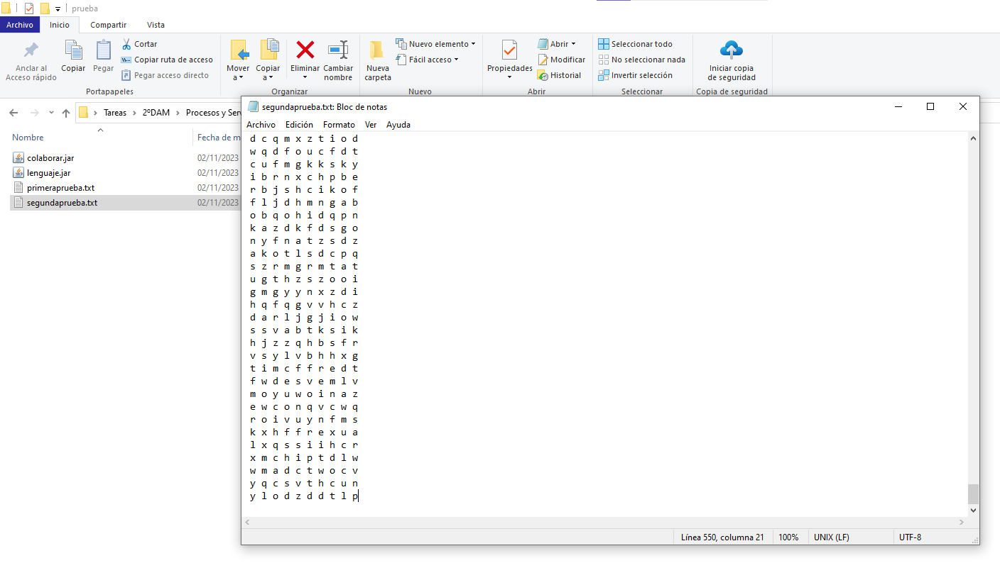 prueba
Archivo Inicio Compartir Vista
Anclar al Acceso rápido
Copiar
Pegar
Cortar
Copiar ruta de acceso
Pegar acceso directo
Portapapeles
Mover a
Copiar a
Eliminar
Cambiar nombre
Organizar
Nueva carpeta
Nuevo elemento
Fácil acceso
Nuevo
Propiedades
Abrir
Modificar
Historial
Abrir
Seleccionar todo
No seleccionar nada
Invertir selección
Seleccionar
Iniciar copia de seguridad
Copia de seguridad
Tareas > 2ºDAM > Procesos y Serv
Nombre Fecha de m
colaborar.jar 02/11/2023
lenguaje.jar 02/11/2023
primeraprueba.txt 02/11/2023
segundaprueba.txt 02/11/2023
segundaprueba.txt: Bloc de notas
Archivo Edición Formato Ver Ayuda
d c q m x z t i o d
w q d f o u c f d t
c u f m g k k s k y
i b r n x c h p b e
r b j s h c i k o f
f l j d h m n g a b
o b q o h i d q p n
k a z d k f d s g o
n y f n a t z s d z
a k o t l s d c p q
s z r m g r m t a t
u g t h z s z o o i
g m g y y n x z d i
h q f q g v v h c z
d a r l j g j i o w
s s v a b t k s i k
h j z z q h b s f r
v s y l v b h h x g
t i m c f f r e d t
f w d e s v e m l v
m o y u w o i n a z
e w c o n q v c w q
r o i v u y n f m s
k x h f f r e x u a
l x q s s i i h c r
x m c h i p t d l w
w m a d c t w o c v
y q c s v t h c u n
y l o d z d d t l p
Línea 550, columna 21 100% UNIX (LF) UTF-8